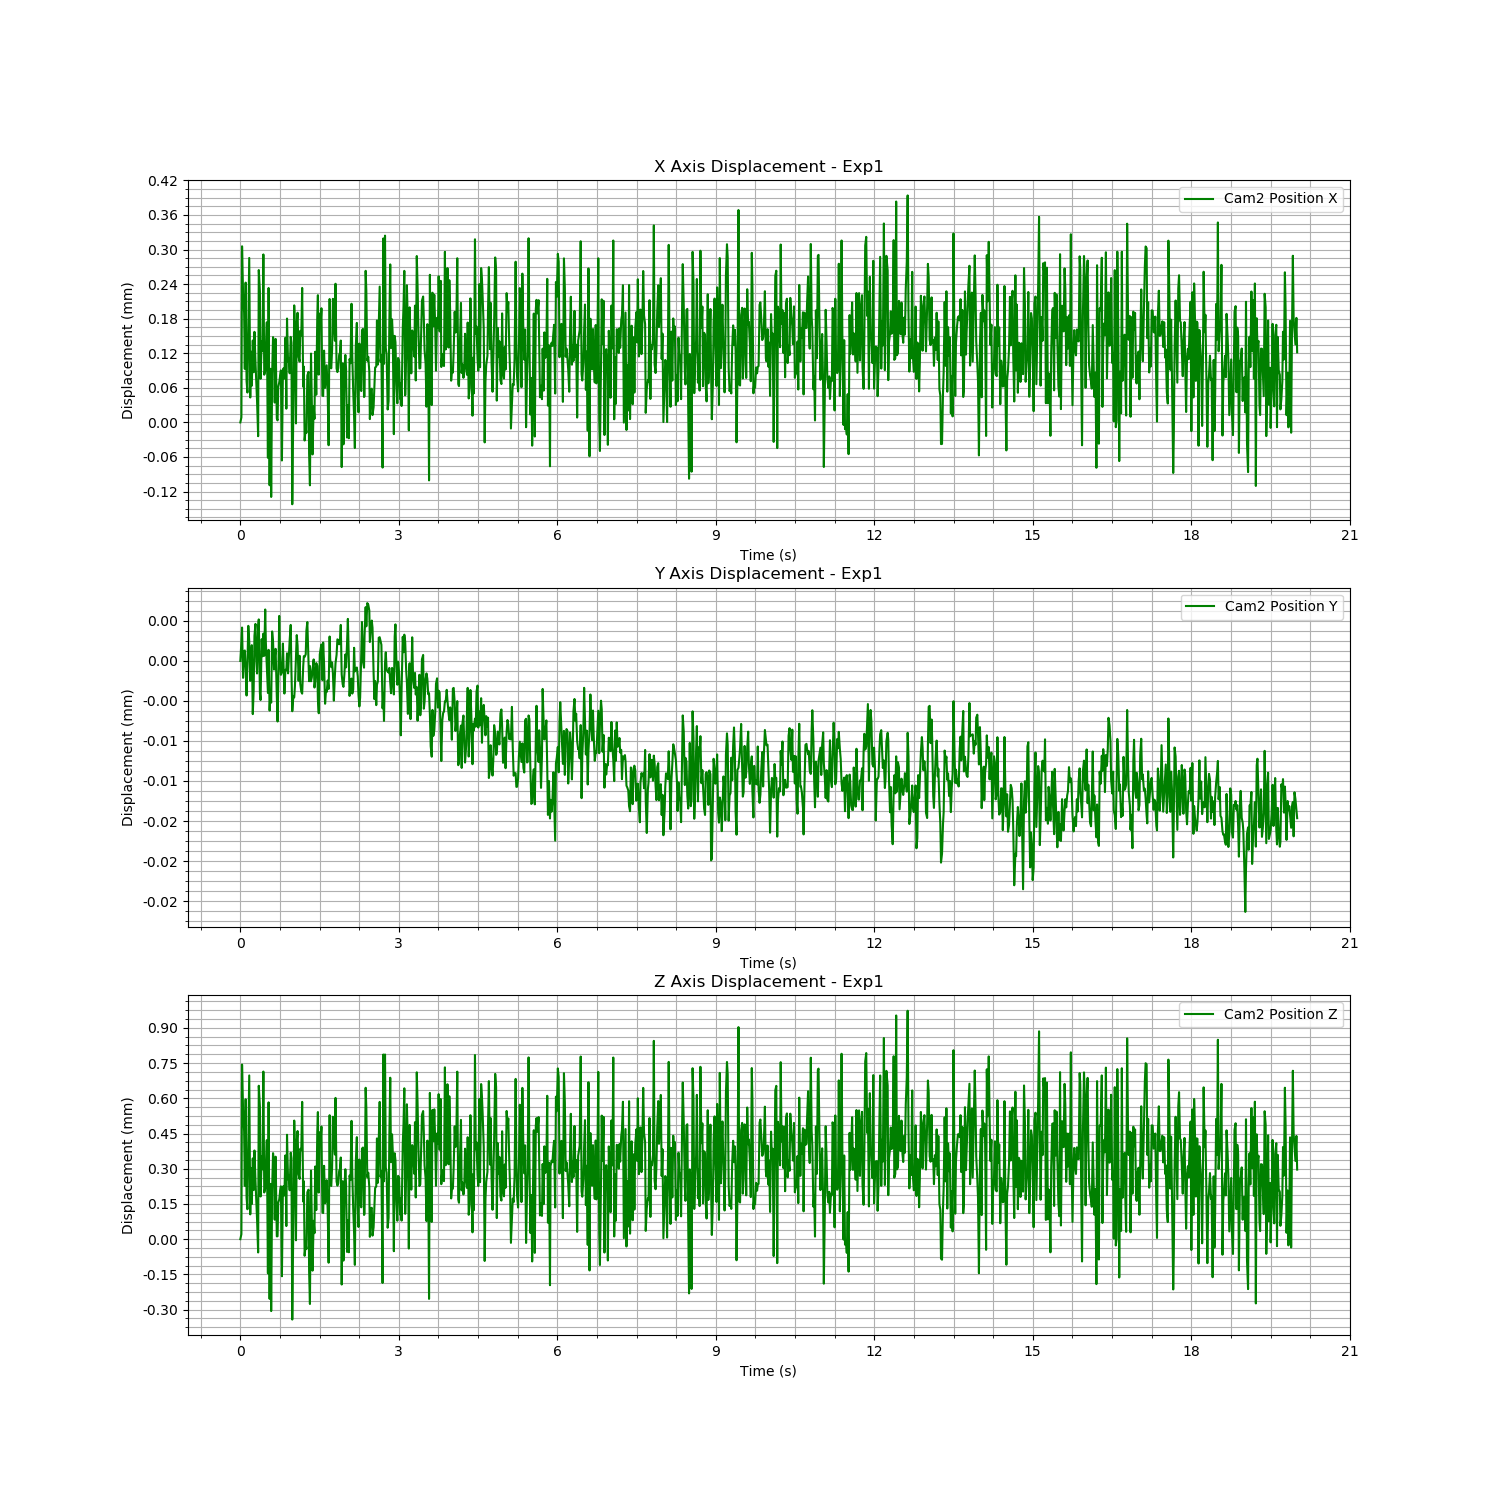 X Axis Displacement - Exp1
0.42
0.36
0.30
0.24
0.18
0.12
0.06
0.00
-0.06
-0.12
Displacement (mm)
Cam2 Position X
0 3 6 9 12 15 18 21
Time (s)
Y Axis Displacement - Exp1
0.00
0.00
-0.00
-0.01
-0.01
-0.02
-0.02
-0.02
Displacement (mm)
Cam2 Position Y
0 3 6 9 12 15 18 21
Time (s)
Z Axis Displacement - Exp1
0.90
0.75
0.60
0.45
0.30
0.15
0.00
-0.15
-0.30
Displacement (mm)
Cam2 Position Z
0 3 6 9 12 15 18 21
Time (s)